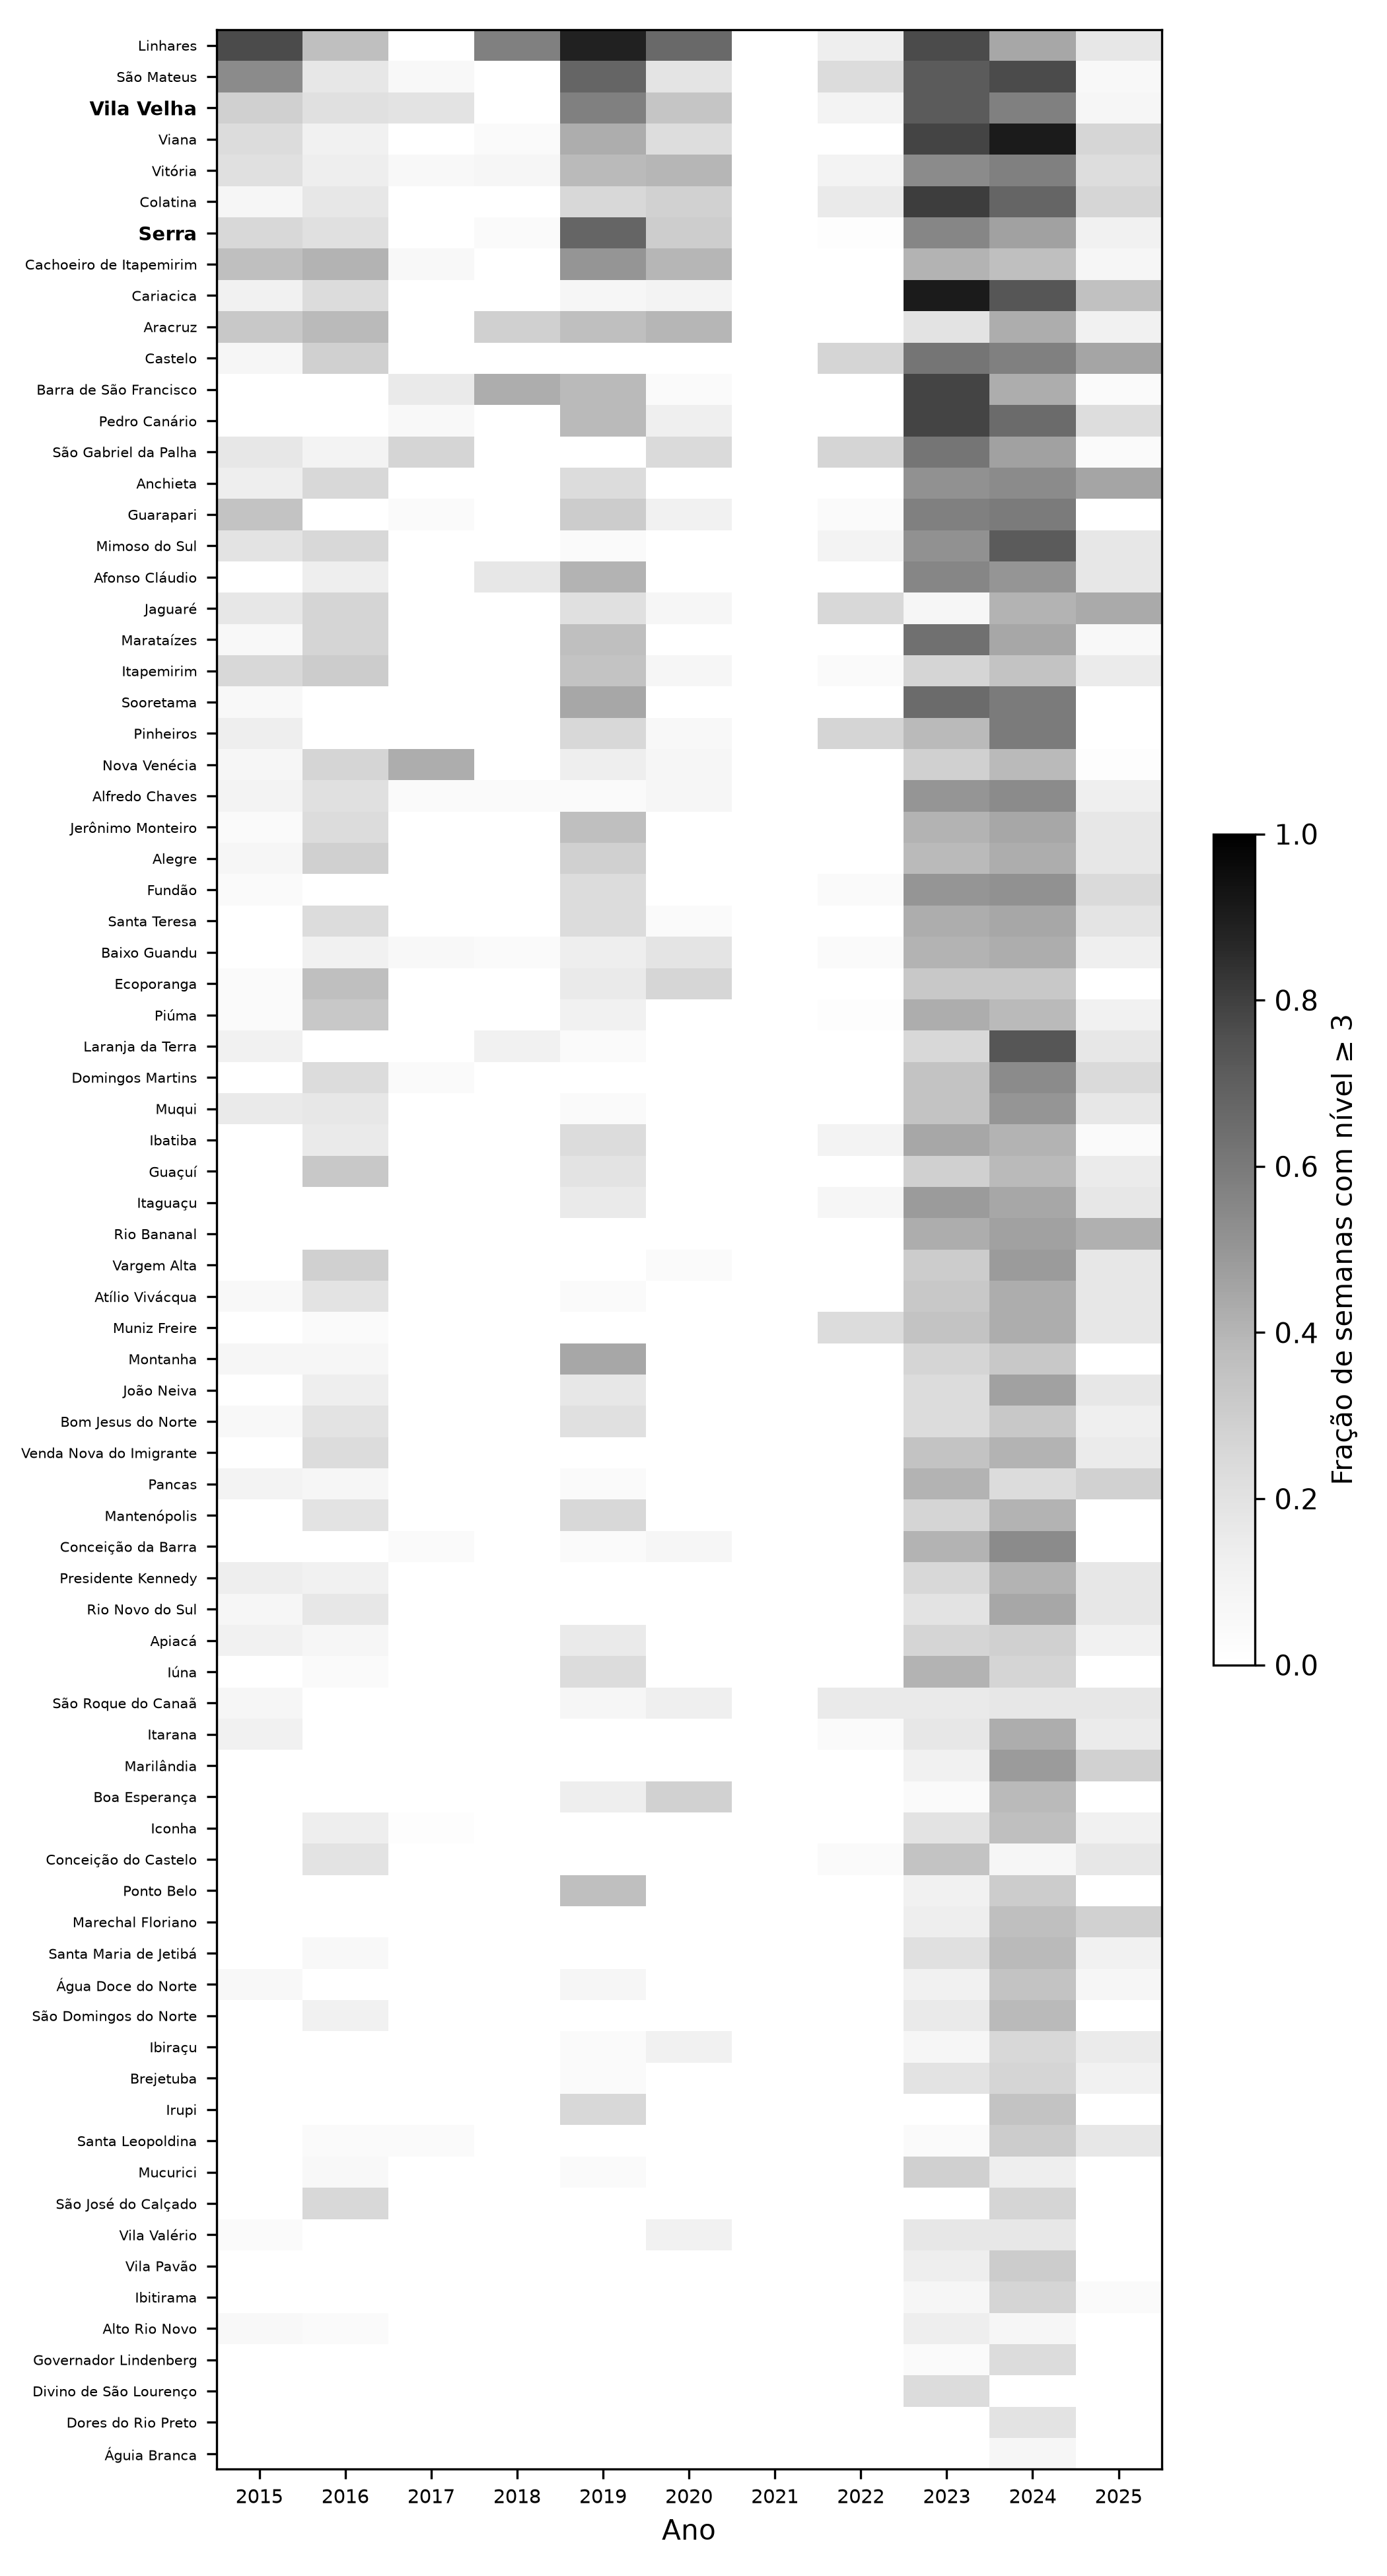 Linhares
São Mateus
Vila Velha
Viana
Vitória
Colatina
Serra
Cachoeiro de Itapemirim
Cariacica
Aracruz
Castelo
Barra de São Francisco
Pedro Canário
São Gabriel da Palha
Anchieta
Guarapari
Mimoso do Sul
Afonso Cláudio
Jaguaré
Marataízes
Itapemirim
Sooretama
Pinheiros
Nova Venécia
Alfredo Chaves
Jerônimo Monteiro
Alegre
Fundão
Santa Teresa
Baixo Guandu
Ecoporanga
Piúma
Laranja da Terra
Domingos Martins
Muqui
Ibatiba
Guaçuí
Itaguaçu
Rio Bananal
Vargem Alta
Atílio Vivácqua
Muniz Freire
Montanha
João Neiva
Bom Jesus do Norte
Venda Nova do Imigrante
Pancas
Mantenópolis
Conceição da Barra
Presidente Kennedy
Rio Novo do Sul
Apiacá
Iúna
São Roque do Canaã
Itarana
Marilândia
Boa Esperança
Iconha
Conceição do Castelo
Ponto Belo
Marechal Floriano
Santa Maria de Jetibá
Água Doce do Norte
São Domingos do Norte
Ibiraçu
Brejetuba
Irupi
Santa Leopoldina
Mucurici
São José do Calçado
Vila Valério
Vila Pavão
Ibitirama
Alto Rio Novo
Governador Lindenberg
Divino de São Lourenço
Dores do Rio Preto
Águia Branca
2015 2016 2017 2018 2019 2020 2021 2022 2023 2024 2025
Ano
1.0
0.8
0.6
0.4
0.2
0.0
Fração de semanas com nível ≥ 3